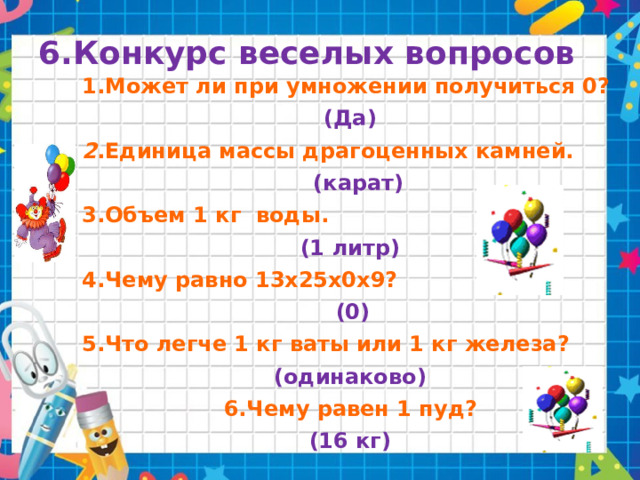 6.Конкурс веселых вопросов
1.Может ли при умножении получиться 0?
(Да)
2.Единица массы драгоценных камней.
(карат)
3.Объем 1 кг  воды.
(1 литр)
4.Чему равно 13х25х0х9?
(0)
5.Что легче 1 кг ваты или 1 кг железа?
(одинаково)
6.Чему равен 1 пуд?
(16 кг)